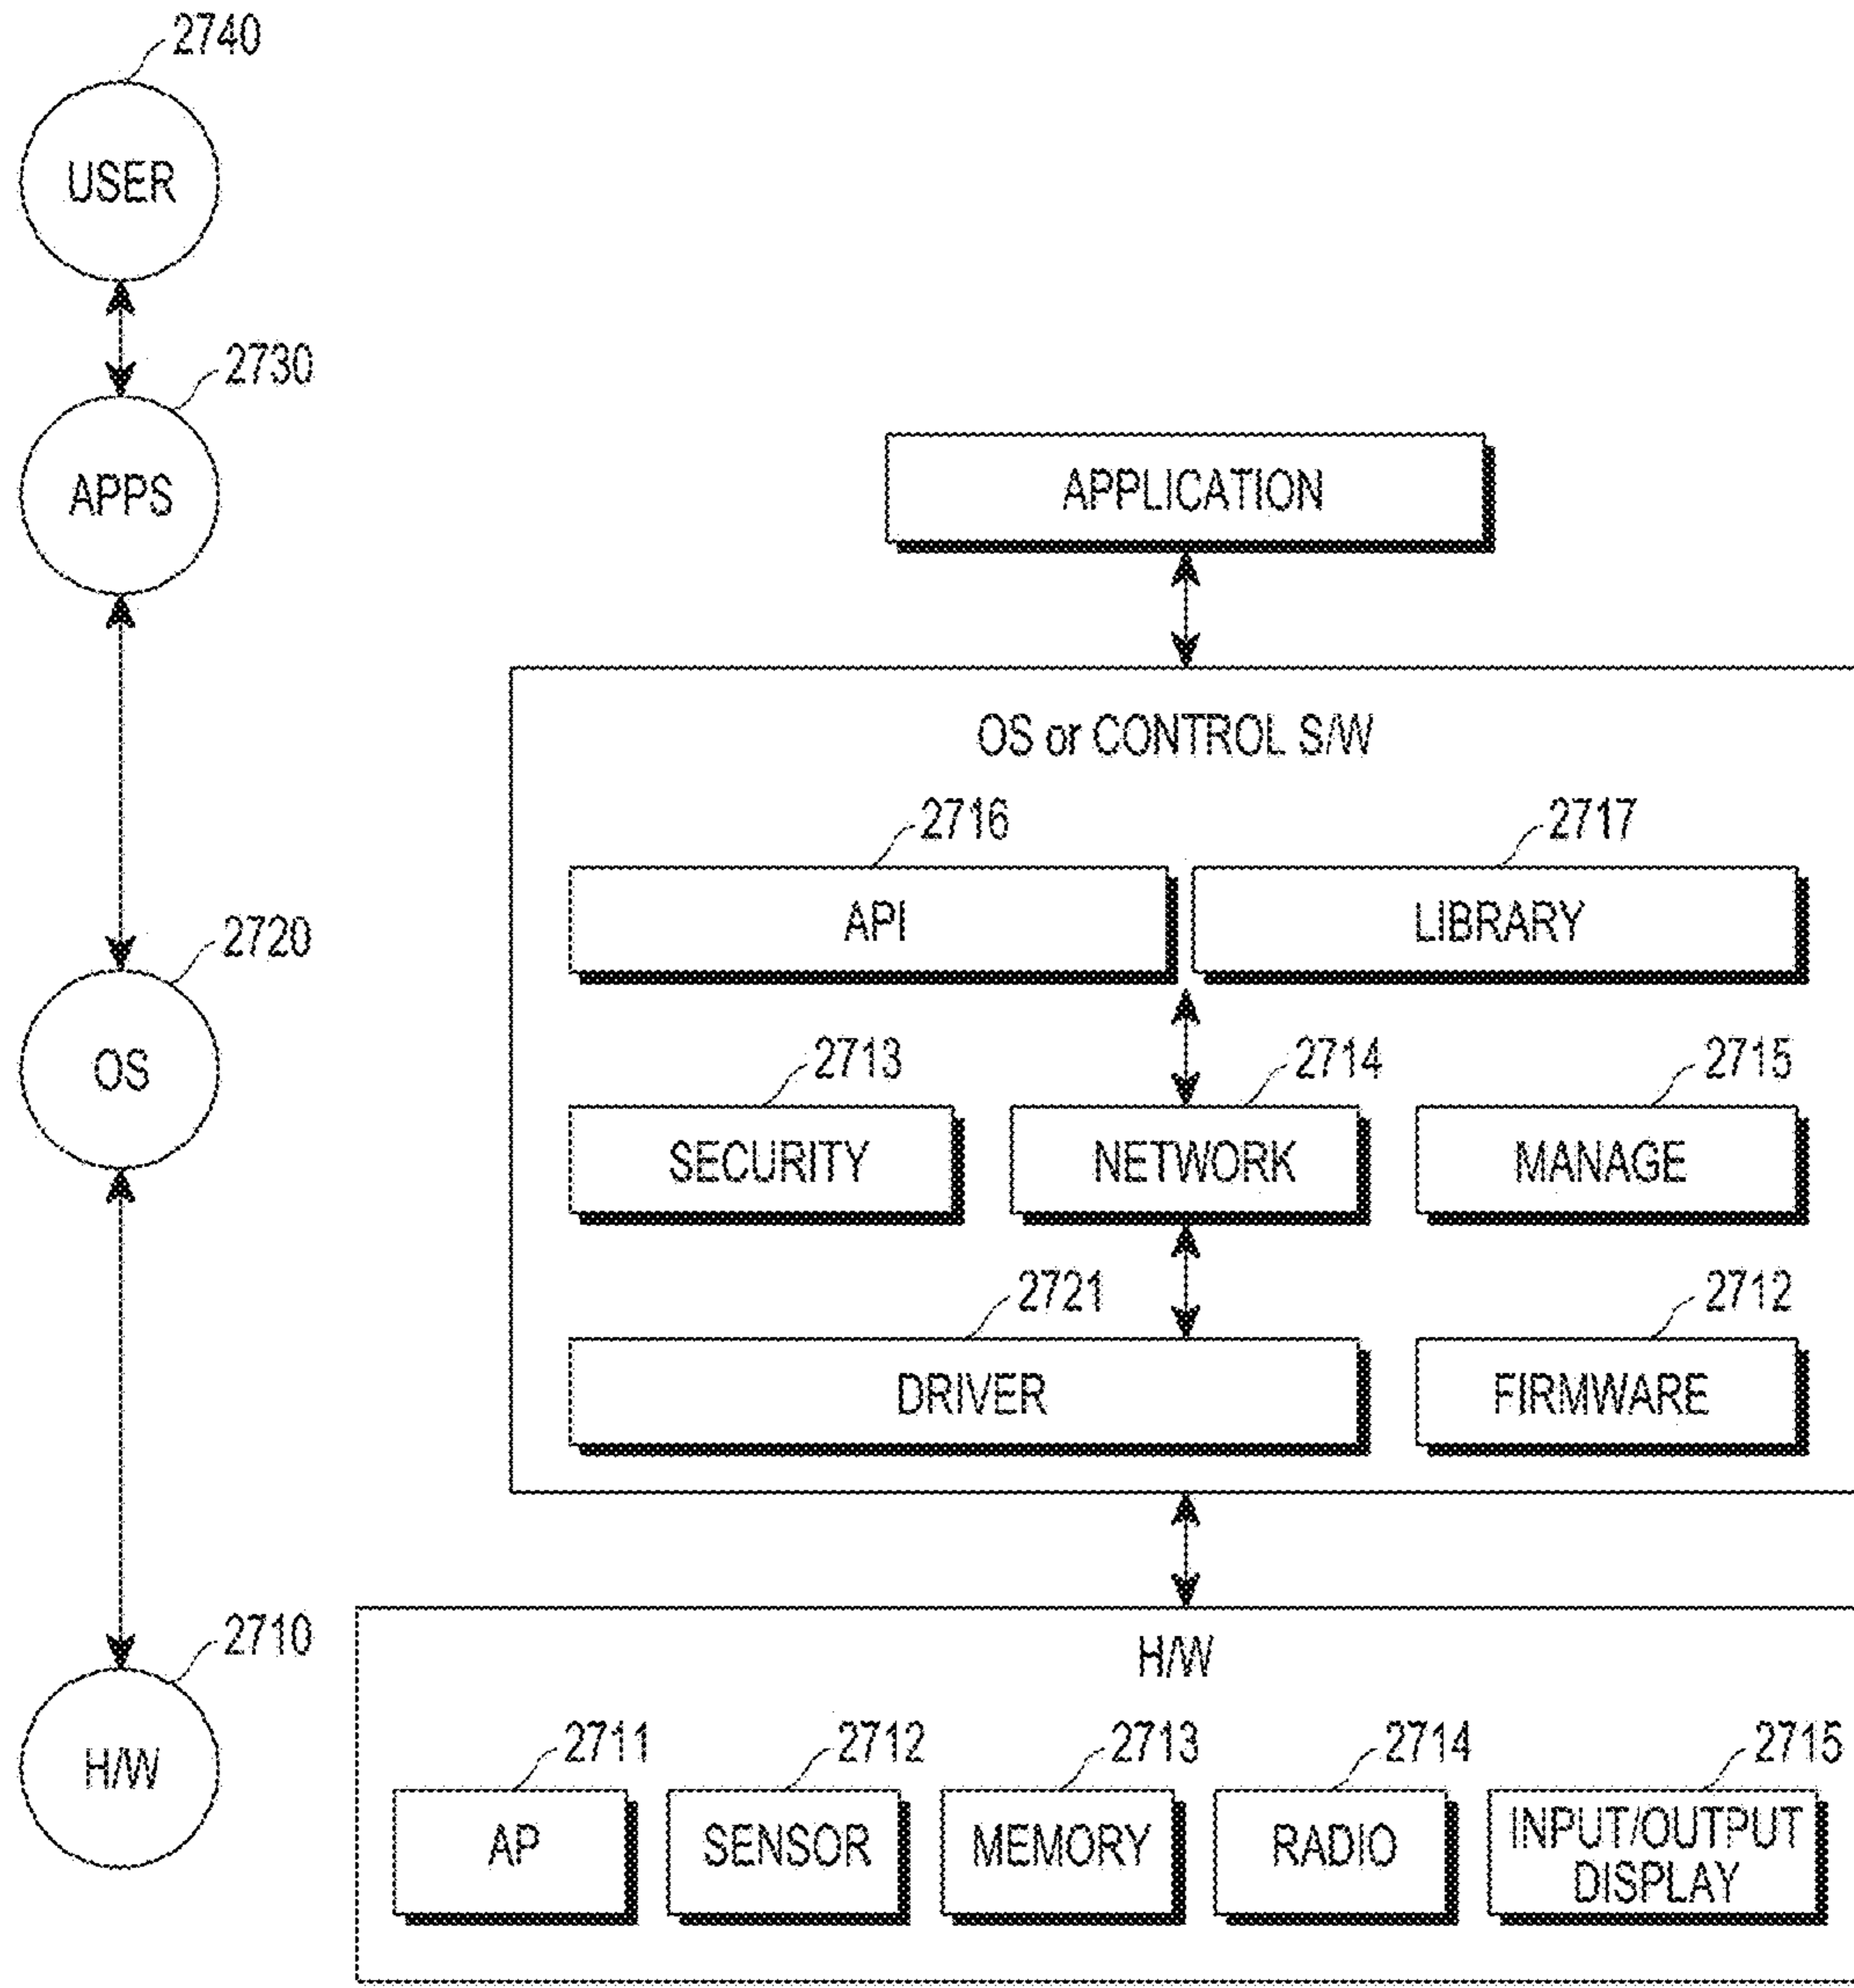 2740
USER
2730
APPS
APPLICATION
OS or CONTROL S/W
2716
2717
API
LIBRARY
2720
OS
2713
2714
2715
SECURITY
NETWORK
MANAGE
2721
2712
DRIVER
FIRMWARE
2710
H/W
H/W
2711
2712
2713
2714
2715
AP
SENSOR
MEMORY
RADIO
INPUT/OUTPUT
DISPLAY